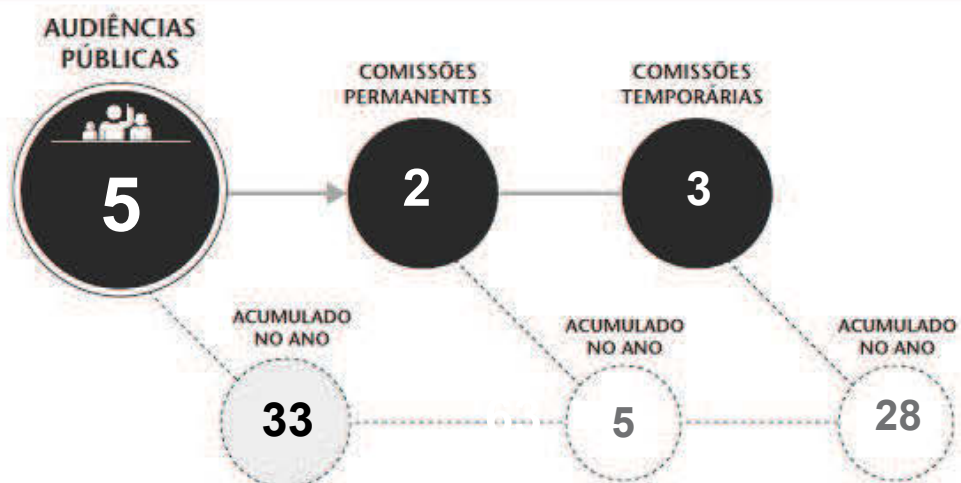 AUDIÊNCIAS
PÚBLICAS
5
COMISSÕES
PERMANENTES
2
COMISSÕES
TEMPORÁRIAS
3
ACUMULADO
NO ANO
33
ACUMULADO
NO ANO
5
ACUMULADO
NO ANO
28